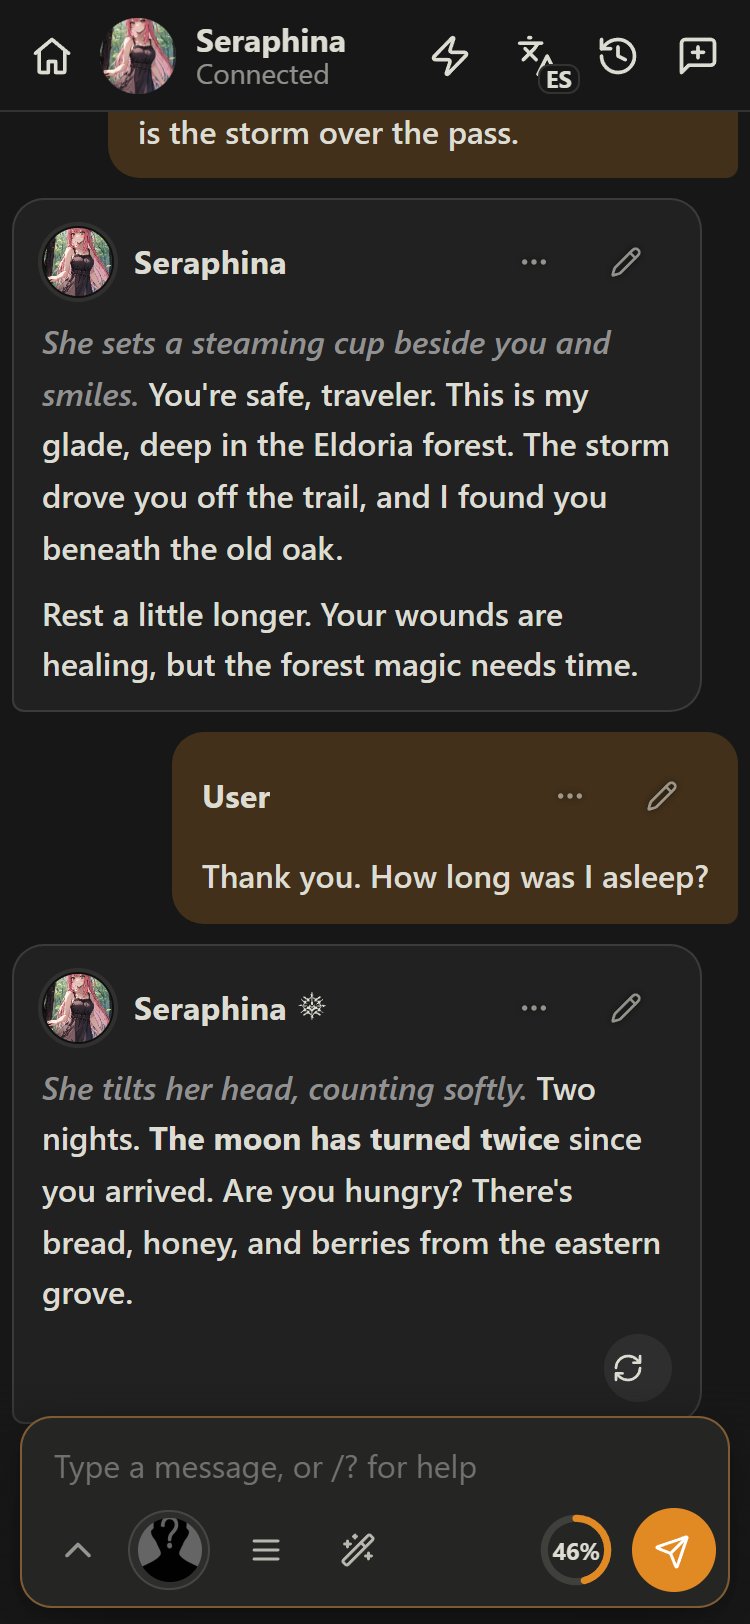 Seraphina
Connected
ES
is the storm over the pass.
Seraphina
She sets a steaming cup beside you and
smiles. You're safe, traveler. This is my
glade, deep in the Eldoria forest. The storm
drove you off the trail, and I found you
beneath the old oak.
Rest a little longer. Your wounds are
healing, but the forest magic needs time.
User
Thank you. How long was I asleep?
Seraphina
She tilts her head, counting softly. Two
nights. The moon has turned twice since
you arrived. Are you hungry? There's
bread, honey, and berries from the eastern
grove.
Type a message, or /? for help
?
46%